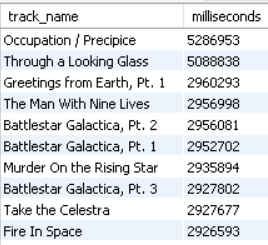 track_name milliseconds
Occupation / Precipice 5286953
Through a Looking Glass 5088838
Greetings from Earth, Pt. 1 2960293
The Man With Nine Lives 2956998
Battlestar Galactica, Pt. 2 2956081
Battlestar Galactica, Pt. 1 2952702
Murder On the Rising Star 2935894
Battlestar Galactica, Pt. 3 2927802
Take the Celestra 2927677
Fire In Space 2926593